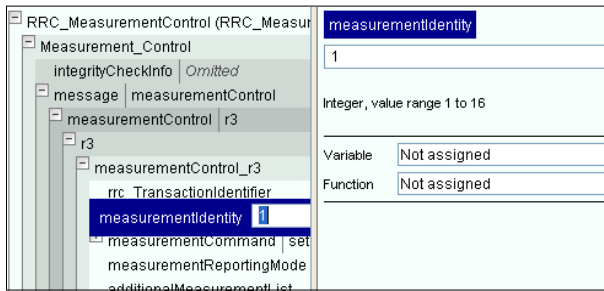 RRC_MeasurementControl (RRC_Measur
Measurement_Control
integrityCheckInfo Omitted
message measurementControl
measurementControl r3
r3
measurementControl_r3
rrc_TransactionIdentifier
measurementIdentity 1
measurementCommand set
measurementReportingMode
additionalMeasurementList
measurementIdentity
1
Integer, value range 1 to 16
Variable Not assigned
Function Not assigned